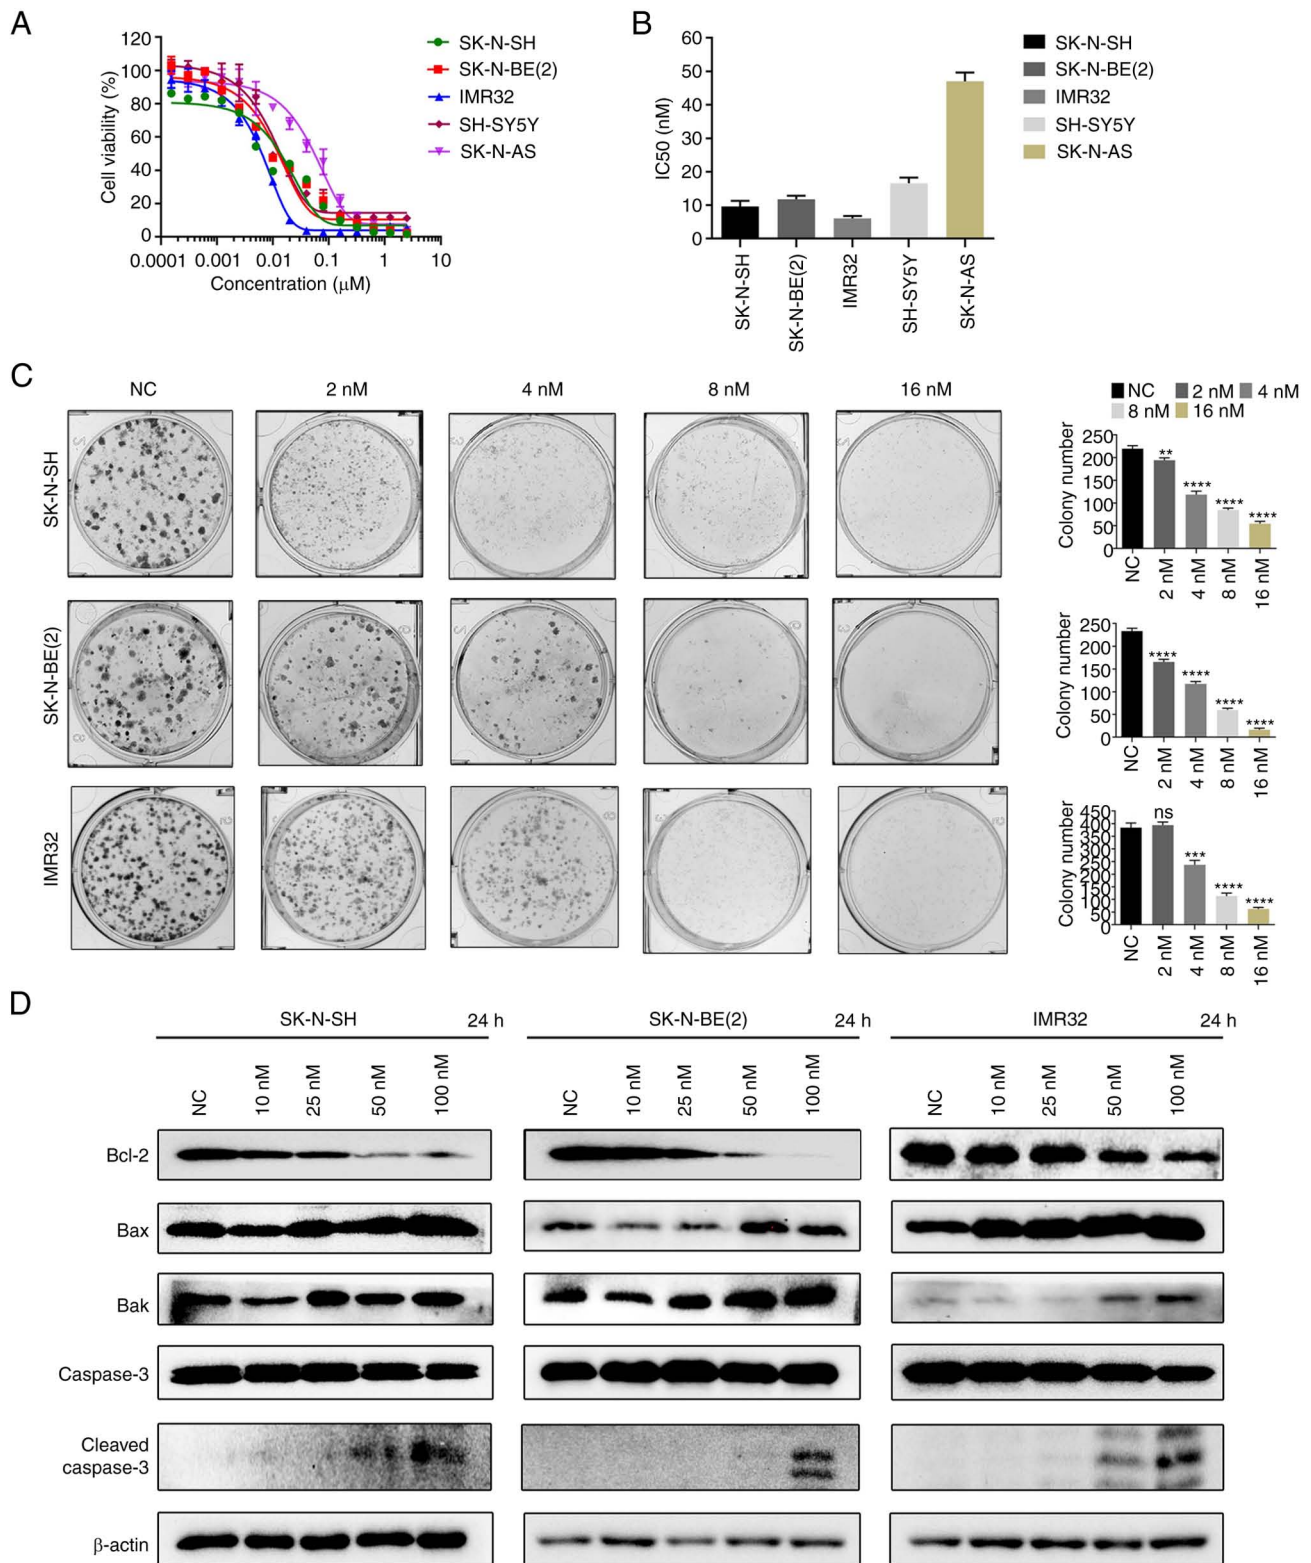 A
120
100
80
60
40
20
0
Cell viability (%)
0.0001 0.001 0.01 0.1 1 10
Concentration (μM)
SK-N-SH
SK-N-BE(2)
IMR32
SH-SY5Y
SK-N-AS
B
60
50
40
30
20
10
0
IC50 (nM)
SK-N-SH
SK-N-BE(2)
IMR32
SH-SY5Y
SK-N-AS
SK-N-SH
SK-N-BE(2)
IMR32
SH-SY5Y
SK-N-AS
C
NC 2 nM 4 nM 8 nM 16 nM
SK-N-SH
SK-N-BE(2)
IMR32
NC 2 nM 4 nM
8 nM 16 nM
Colony number
250
200
150
100
50
0
** **** **** ****
NC 2 nM 4 nM 8 nM 16 nM
Colony number
250
200
150
100
50
0
**** **** **** ****
NC 2 nM 4 nM 8 nM 16 nM
Colony number
450
400
350
300
250
200
150
100
50
0
ns *** **** ****
NC 2 nM 4 nM 8 nM 16 nM
D
SK-N-SH 24 h
NC 10 nM 25 nM 50 nM 100 nM
SK-N-BE(2) 24 h
NC 10 nM 25 nM 50 nM 100 nM
IMR32 24 h
NC 10 nM 25 nM 50 nM 100 nM
Bcl-2
Bax
Bak
Caspase-3
Cleaved
caspase-3
β-actin